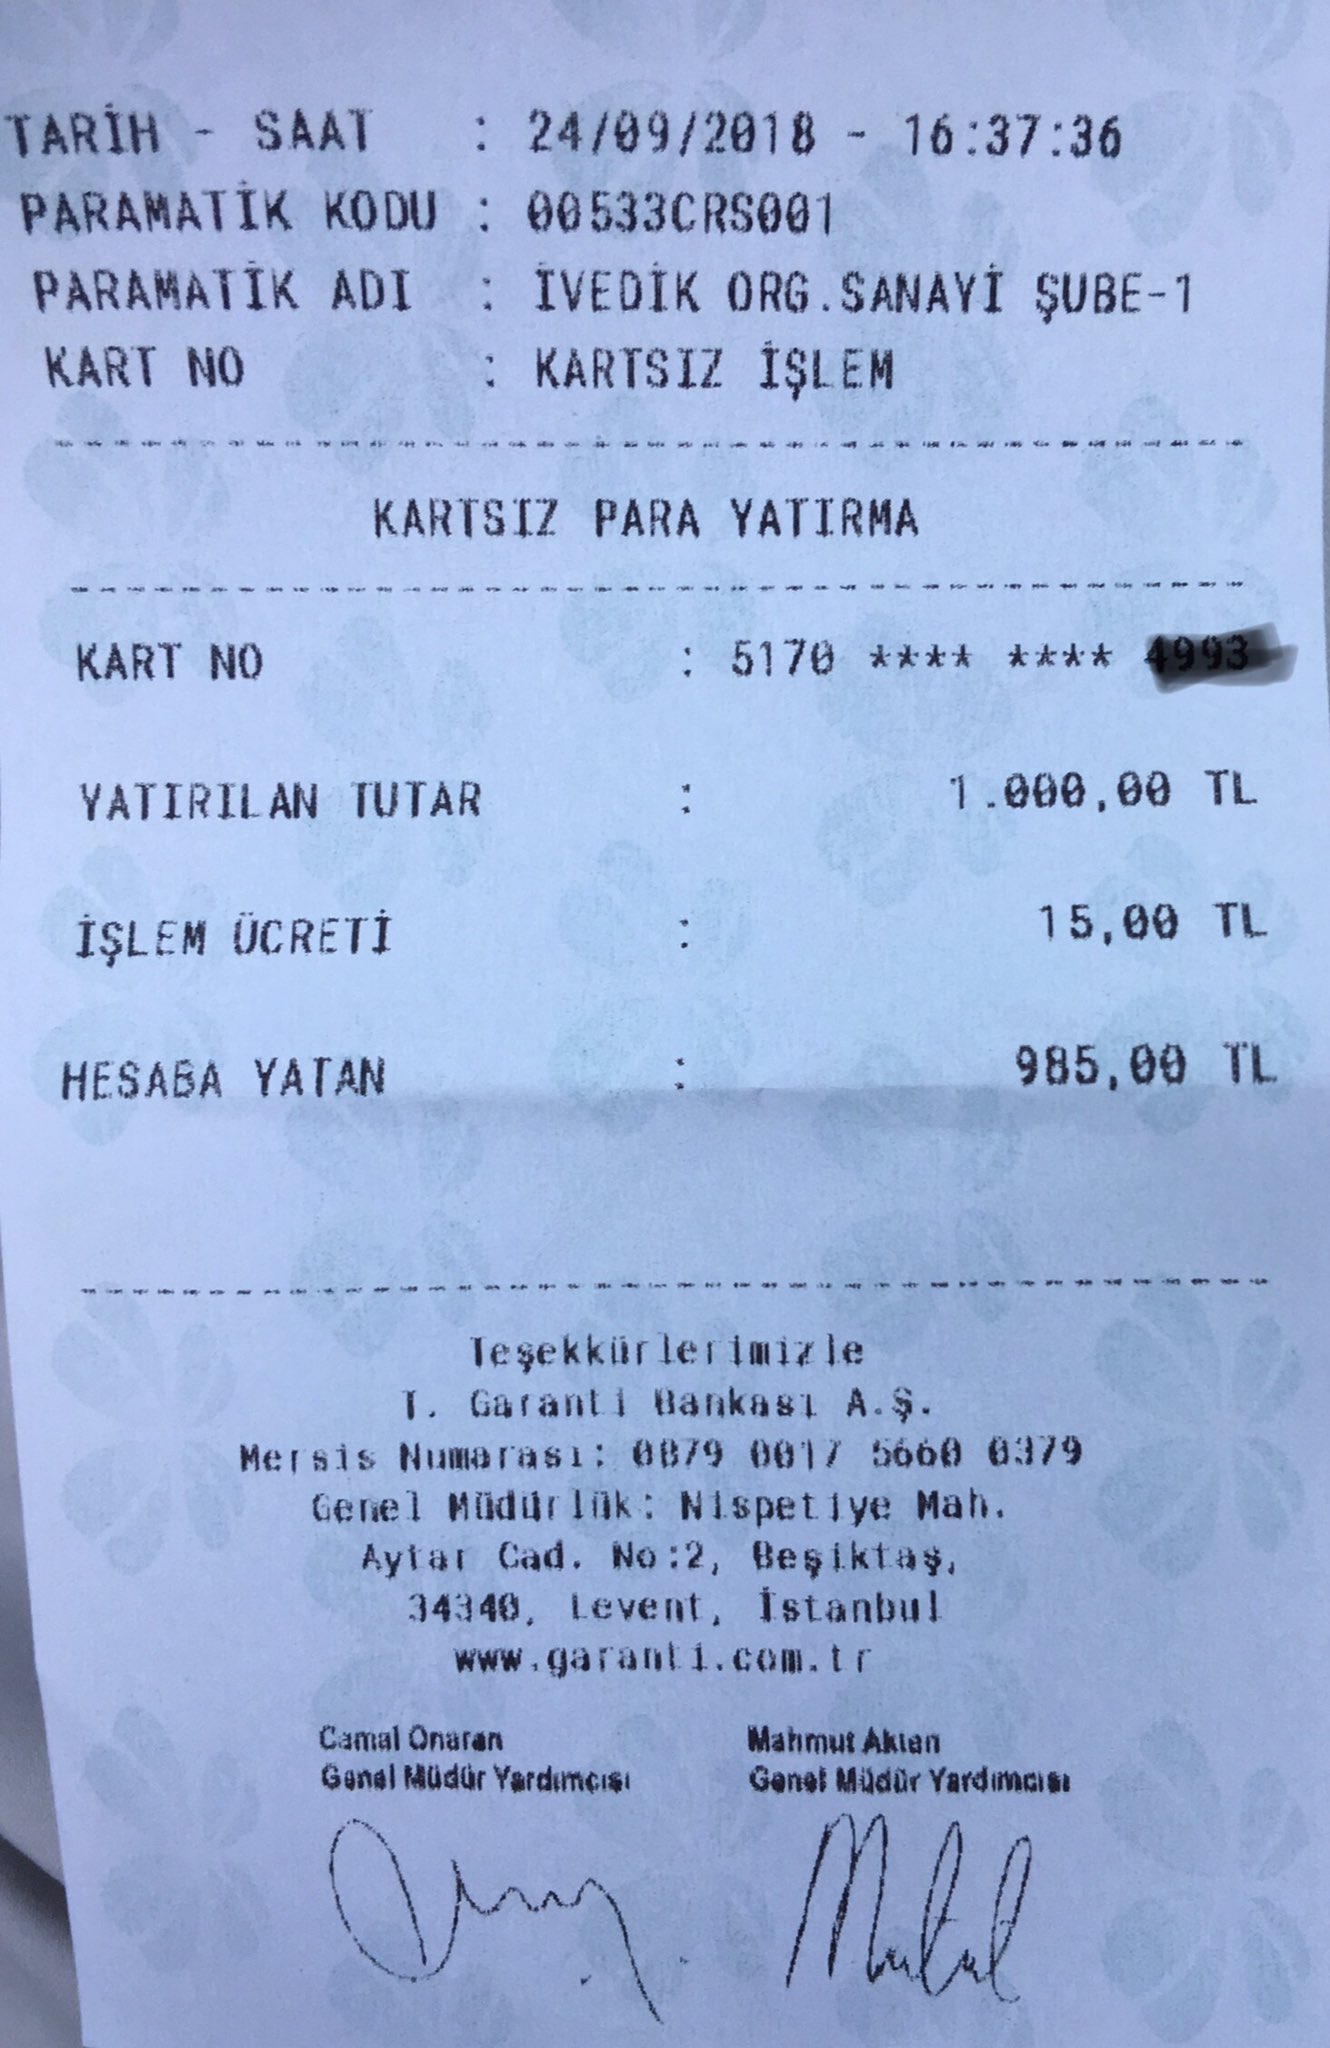 TARİH - SAAT : 24/09/2018 - 16:37:36
PARAMATİK KODU : 00533CRS001
PARAMATİK ADI : İVEDİK ORG.SANAYİ ŞUBE-1
KART NO : KARTSIZ İŞLEM
KARTSIZ PARA YATIRMA
KART NO : 5170 **** **** 4993
YATIRILAN TUTAR : 1.000,00 TL
İŞLEM ÜCRETİ : 15,00 TL
HESABA YATAN : 985,00 TL
Teşekkürlerimizle
T. Garanti Bankası A.Ş.
Mersis Numarası: 0879 0017 5660 0379
Genel Müdürlük: Nispetiye Mah.
Aytar Cad. No:2, Beşiktaş,
34340, Levent, İstanbul
www.garanti.com.tr
Cemal Onaran Mahmut Akten
Genel Müdür Yardımcısı Genel Müdür Yardımcısı